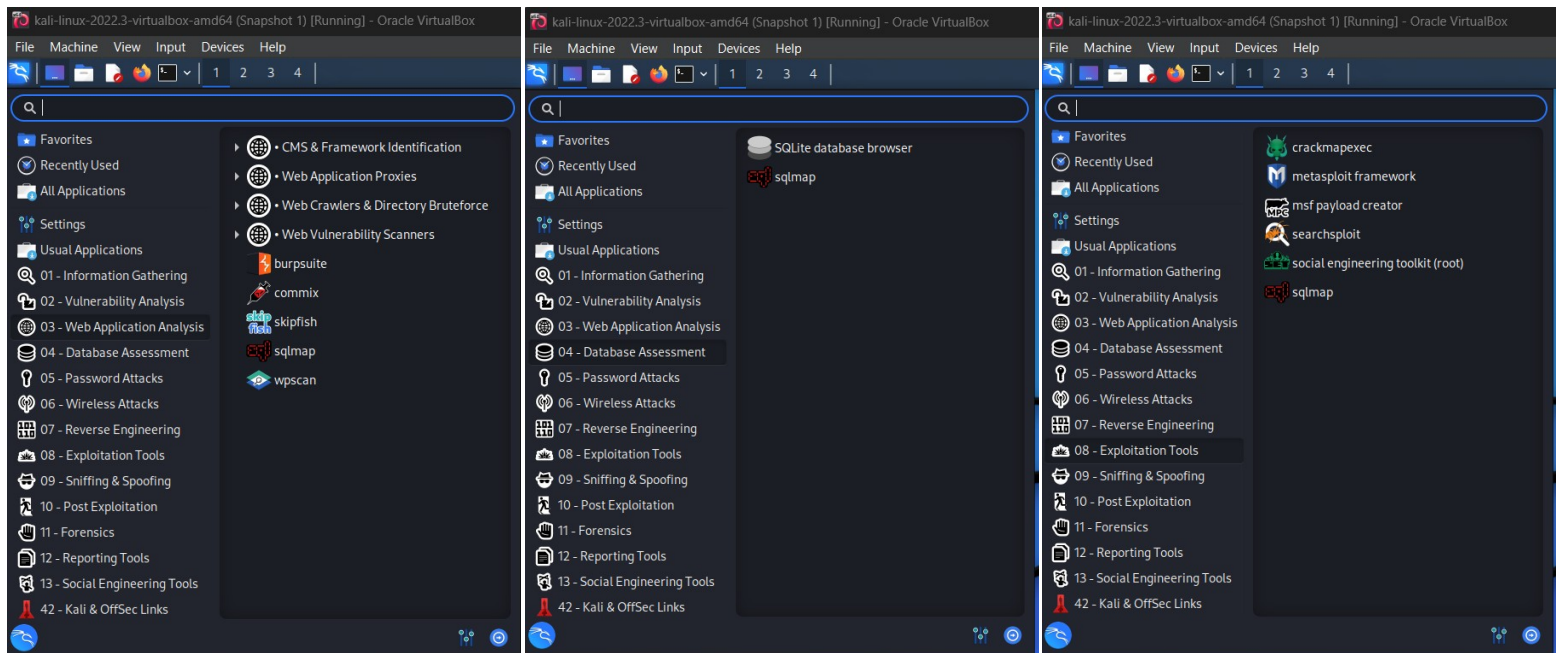 kali-linux-2022.3-virtualbox-amd64 (Snapshot 1) [Running] - Oracle VirtualBox
File Machine View Input Devices Help
1 2 3 4
Favorites
Recently Used
All Applications
Settings
Usual Applications
01 - Information Gathering
02 - Vulnerability Analysis
03 - Web Application Analysis
04 - Database Assessment
05 - Password Attacks
06 - Wireless Attacks
07 - Reverse Engineering
08 - Exploitation Tools
09 - Sniffing & Spoofing
10 - Post Exploitation
11 - Forensics
12 - Reporting Tools
13 - Social Engineering Tools
42 - Kali & OffSec Links
• CMS & Framework Identification
• Web Application Proxies
• Web Crawlers & Directory Bruteforce
• Web Vulnerability Scanners
burpsuite
commix
skip fish skipfish
sqlmap
wpscan
kali-linux-2022.3-virtualbox-amd64 (Snapshot 1) [Running] - Oracle VirtualBox
File Machine View Input Devices Help
1 2 3 4
Favorites
Recently Used
All Applications
Settings
Usual Applications
01 - Information Gathering
02 - Vulnerability Analysis
03 - Web Application Analysis
04 - Database Assessment
05 - Password Attacks
06 - Wireless Attacks
07 - Reverse Engineering
08 - Exploitation Tools
09 - Sniffing & Spoofing
10 - Post Exploitation
11 - Forensics
12 - Reporting Tools
13 - Social Engineering Tools
42 - Kali & OffSec Links
SQLite database browser
sqlmap
kali-linux-2022.3-virtualbox-amd64 (Snapshot 1) [Running] - Oracle VirtualBox
File Machine View Input Devices Help
1 2 3 4
Favorites
Recently Used
All Applications
Settings
Usual Applications
01 - Information Gathering
02 - Vulnerability Analysis
03 - Web Application Analysis
04 - Database Assessment
05 - Password Attacks
06 - Wireless Attacks
07 - Reverse Engineering
08 - Exploitation Tools
09 - Sniffing & Spoofing
10 - Post Exploitation
11 - Forensics
12 - Reporting Tools
13 - Social Engineering Tools
42 - Kali & OffSec Links
crackmapexec
metasploit framework
MFC msf payload creator
searchsploit
social engineering toolkit (root)
sqlmap